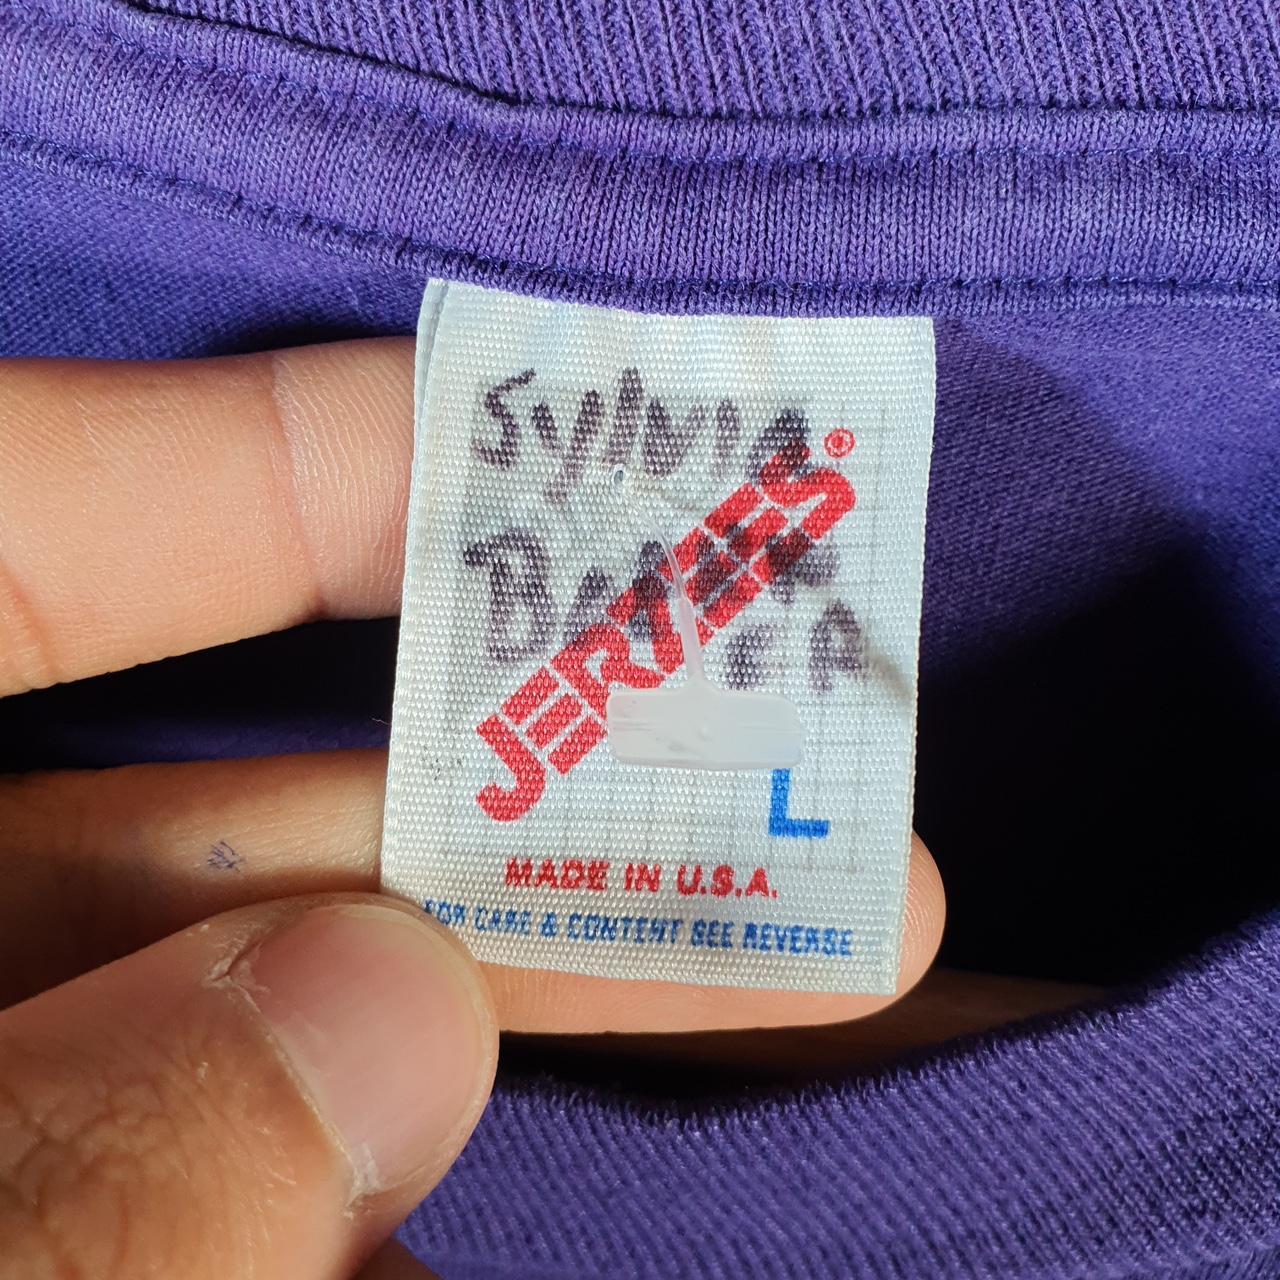 Sylvia
JERZEES®
L
MADE IN U.S.A.
FOR CARE & CONTENT SEE REVERSE